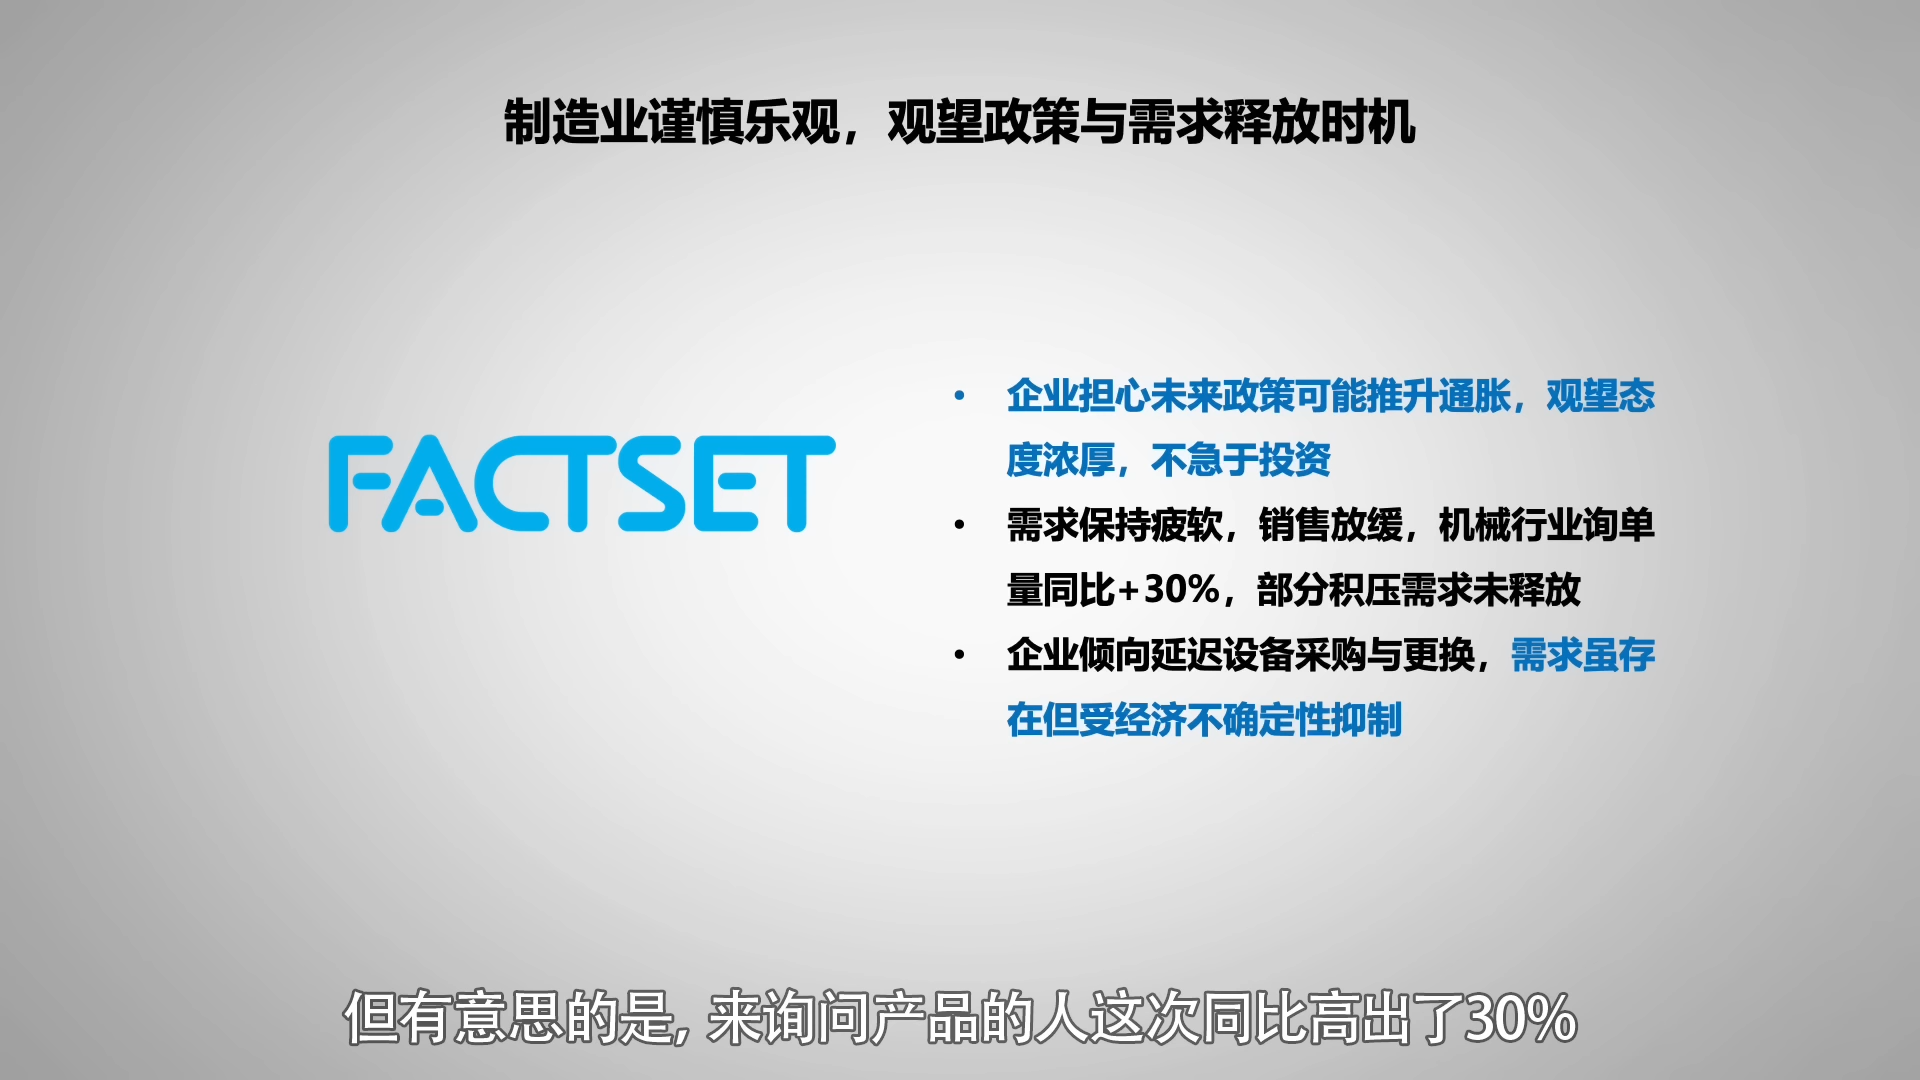 制造业谨慎乐观，观望政策与需求释放时机
FACTSET
• 企业担心未来政策可能推升通胀，观望态
度浓厚，不急于投资
• 需求保持疲软，销售放缓，机械行业询单
量同比+30%，部分积压需求未释放
• 企业倾向延迟设备采购与更换，需求虽存
在但受经济不确定性抑制
但有意思的是, 来询问产品的人这次同比高出了30%